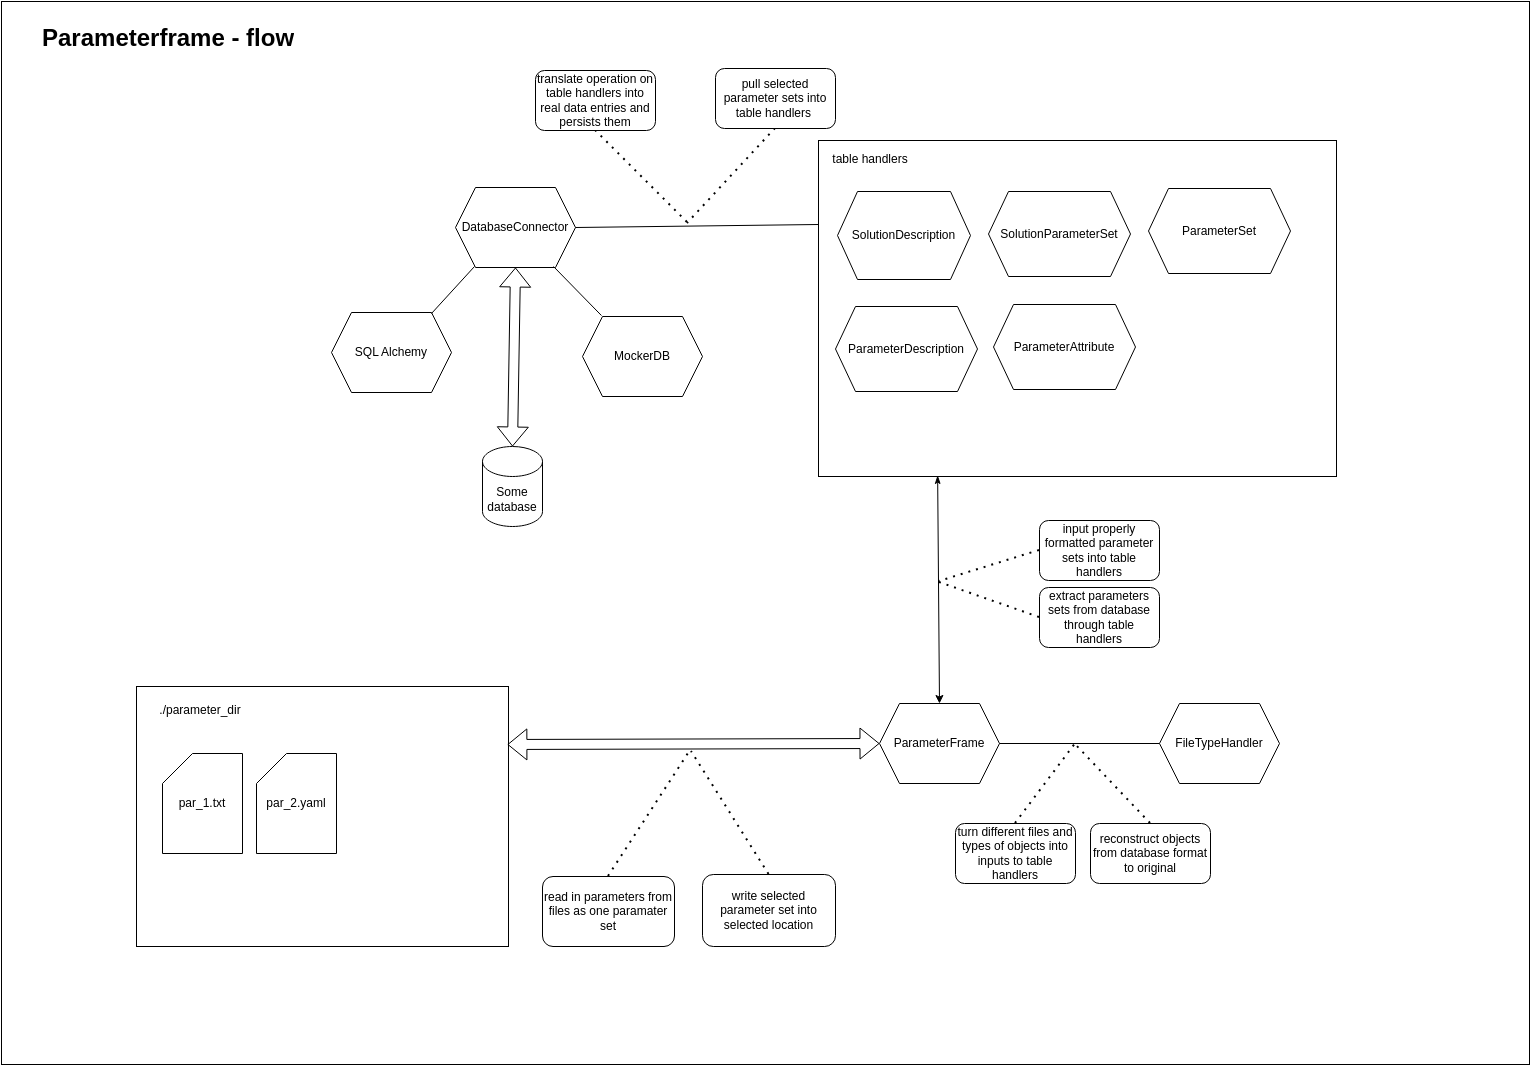 Parameterframe - flow
translate operation on
table handlers into
real data entries and
persists them
pull selected
parameter sets into
table handlers
table handlers
DatabaseConnector
SolutionDescription
SolutionParameterSet
ParameterSet
SQL Alchemy
MockerDB
ParameterDescription
ParameterAttribute
Some
database
input properly
formatted parameter
sets into table
handlers
extract parameters
sets from database
through table
handlers
./parameter_dir
par_1.txt
par_2.yaml
ParameterFrame
FileTypeHandler
turn different files and
types of objects into
inputs to table
handlers
reconstruct objects
from database format
to original
read in parameters from
files as one paramater
set
write selected
parameter set into
selected location